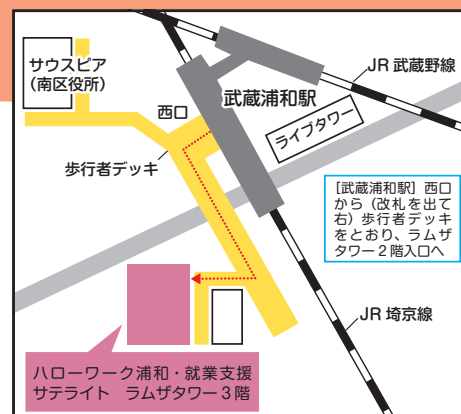 サウスピア
(南区役所)
JR 武蔵野線
西口
武蔵浦和駅
ライブタワー
歩行者デッキ
[武蔵浦和駅] 西口
から (改札を出て
右) 歩行者デッキ
をとおり、ラムザ
タワー 2 階入口へ
JR 埼京線
ハローワーク浦和・就業支援
サテライト ラムザタワー 3 階